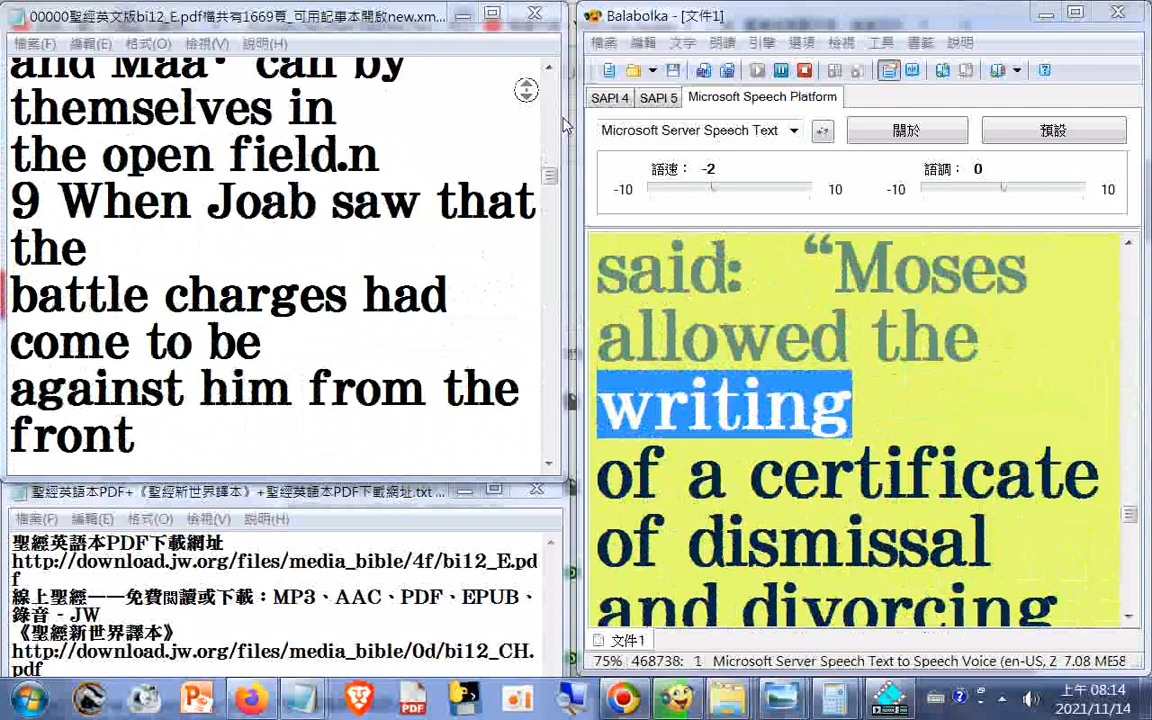 00000聖經英文版bi12_E.pdf檔共有1669頁_可用記事本開啟new.xm...
檔案(F) 編輯(E) 格式(O) 檢視(V) 說明(H)
and Maa can by
themselves in
the open field.n
9 When Joab saw that
the
battle charges had
come to be
against him from the
front
聖經英語本PDF+《聖經新世界譯本》+聖經英語本PDF下載網址.txt ...
檔案(F) 編輯(E) 格式(O) 檢視(V) 說明(H)
聖經英語本PDF下載網址
http://download.jw.org/files/media_bible/4f/bi12_E.pd
f
線上聖經——免費閱讀或下載：MP3、AAC、PDF、EPUB、
錄音 - JW
《聖經新世界譯本》
http://download.jw.org/files/media_bible/0d/bi12_CH.
pdf
Balabolka - [文件1]
檔案 編輯 文字 朗讀 引擎 選項 檢視 工具 書籤 說明
SAPI 4 SAPI 5 Microsoft Speech Platform
Microsoft Server Speech Text 關於 預設
語速： -2 語調： 0
-10 10 -10 10
said: “Moses
allowed the
writing
of a certificate
of dismissal
and divorcing
文件1
75% 468738: 1 Microsoft Server Speech Text to Speech Voice (en-US, Z 7.08 ME58
上午 08:14
2021/11/14